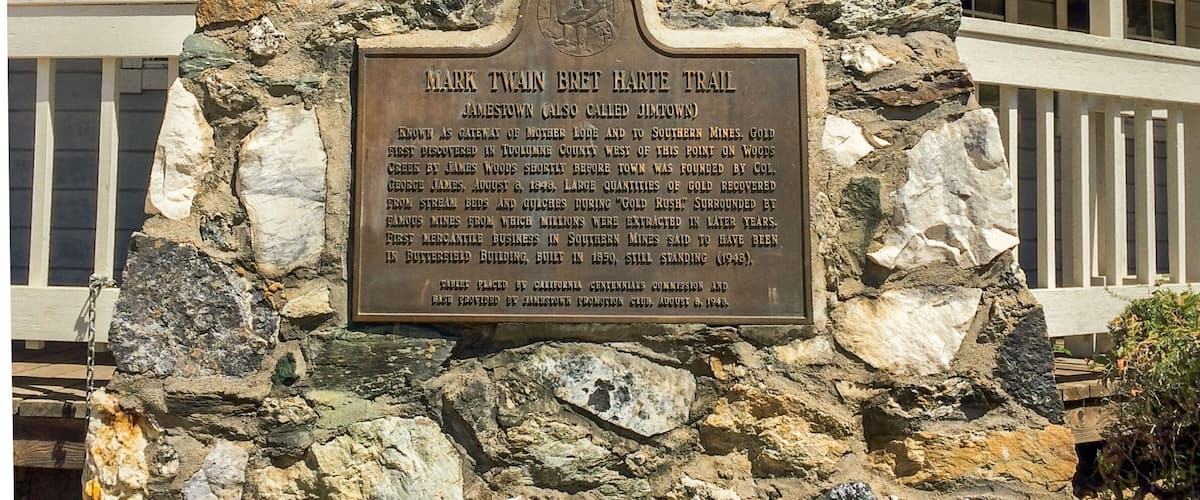 MARK TWAIN BRET HARTE TRAIL
JAMESTOWN (ALSO CALLED JIMTOWN)
KNOWN AS GATEWAY OF MOTHER LODE AND TO SOUTHERN MINES. GOLD
FIRST DISCOVERED IN TUOLUMNE COUNTY WEST OF THIS POINT ON WOODS
CREEK BY JAMES WOODS SHORTLY BEFORE TOWN WAS FOUNDED BY COL.
GEORGE JAMES, AUGUST 8, 1848. LARGE QUANTITIES OF GOLD RECOVERED
FROM STREAM BEDS AND GULCHES DURING "GOLD RUSH," SURROUNDED BY
FAMOUS MINES FROM WHICH MILLIONS WERE EXTRACTED IN LATER YEARS.
FIRST MERCANTILE BUSINESS IN SOUTHERN MINES SAID TO HAVE BEEN
IN BUTTERFIELD BUILDING, BUILT IN 1850, STILL STANDING (1948).
TABLET PLACED BY CALIFORNIA CENTENNIALS COMMISSION AND
BASE PROVIDED BY JAMESTOWN PROMOTION CLUB, AUGUST 8, 1948.